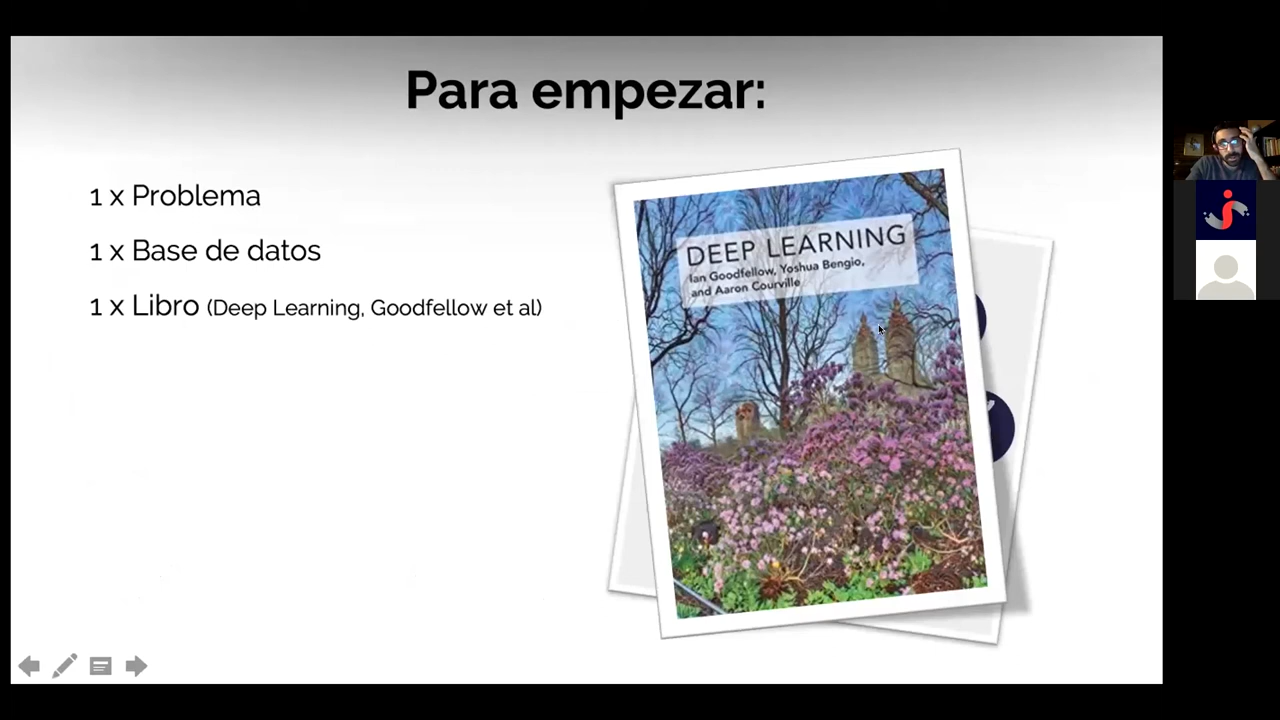 Para empezar:
1 x Problema
1 x Base de datos
1 x Libro (Deep Learning, Goodfellow et al)
DEEP LEARNING
Ian Goodfellow, Yoshua Bengio,
and Aaron Courville